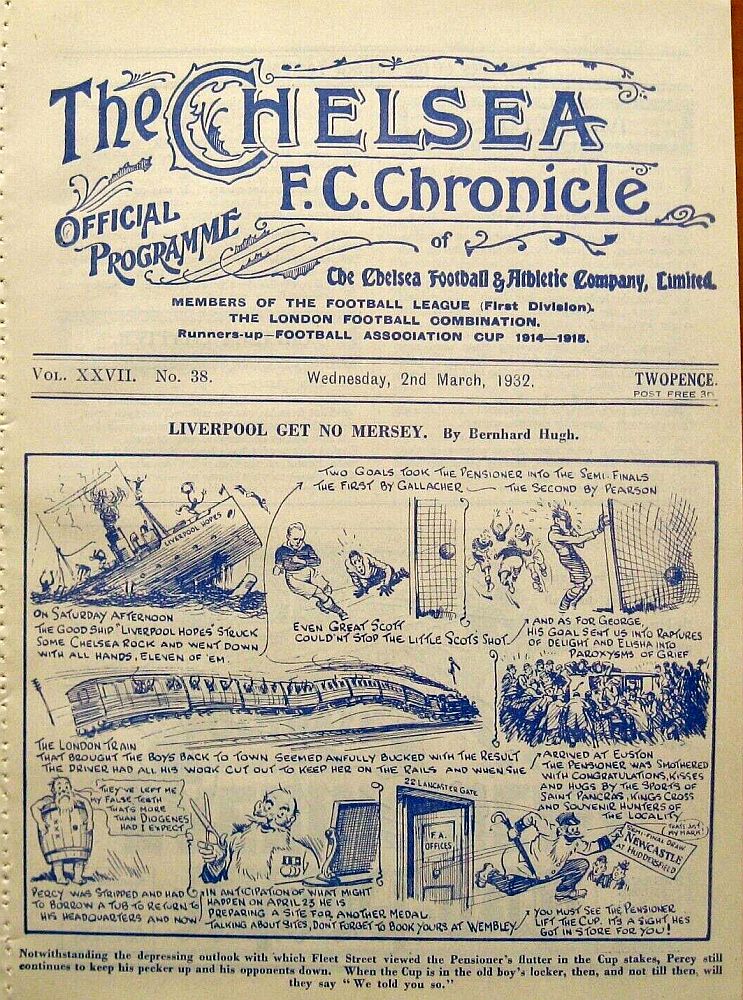 The CHELSEA
F.C. Chronicle
OFFICIAL
PROGRAMME
of
The Chelsea Football & Athletic Company, Limited.
MEMBERS OF THE FOOTBALL LEAGUE (First Division).
THE LONDON FOOTBALL COMBINATION.
Runners-up—FOOTBALL ASSOCIATION CUP 1914—1915.
VOL. XXVII. No. 38.
Wednesday, 2nd March, 1932.
TWOPENCE.
POST FREE 3D
LIVERPOOL GET NO MERSEY. By Bernhard Hugh.
LIVERPOOL HOPES
ON SATURDAY AFTERNOON
THE GOOD SHIP "LIVERPOOL HOPES" STRUCK
SOME CHELSEA ROCK AND WENT DOWN
WITH ALL HANDS, ELEVEN OF 'EM
TWO GOALS TOOK THE PENSIONER INTO THE SEMI-FINALS
THE FIRST BY GALLACHER — THE SECOND BY PEARSON
EVEN GREAT SCOTT
COULDN'T STOP THE LITTLE SCOTS SHOT
AND AS FOR GEORGE,
HIS GOAL SENT US INTO RAPTURES
OF DELIGHT AND ELISHA INTO
PAROXYSMS OF GRIEF
THE LONDON TRAIN
THAT BROUGHT THE BOYS BACK TO TOWN SEEMED AWFULLY BUCKED WITH THE RESULT
THE DRIVER HAD ALL HIS WORK CUT OUT TO KEEP HER ON THE RAILS AND WHEN SHE
ARRIVED AT EUSTON
THE PENSIONER WAS SMOTHERED
WITH CONGRATULATIONS, KISSES
AND HUGS BY THE SPORTS OF
SAINT PANCRAS, KINGS CROSS
AND SOUVENIR HUNTERS OF
THE LOCALITY
THEY'VE LEFT ME
MY FALSE TEETH
THAT'S MORE
THAN DIOGENES
HAD I EXPECT
PERCY WAS STRIPPED AND HAD
TO BORROW A TUB TO RETURN TO
HIS HEADQUARTERS AND NOW
IN ANTICIPATION OF WHAT MIGHT
HAPPEN ON APRIL 23 HE IS
PREPARING A SITE FOR ANOTHER MEDAL
TALKING ABOUT SITES, DON'T FORGET TO BOOK YOURS AT WEMBLEY
22 LANCASTER GATE
F.A.
OFFICES
THATS JUST
MY MARK!
SEMI-FINAL DRAW
NEWCASTLE
AT HUDDERSFIELD
YOU MUST SEE THE PENSIONER
LIFT THE CUP. ITS A SIGHT, HES
GOT IN STORE FOR YOU!
Notwithstanding the depressing outlook with which Fleet Street viewed the Pensioner's flutter in the Cup stakes, Percy still
continues to keep his pecker up and his opponents down. When the Cup is in the old boy's locker, then, and not till then, will
they say "We told you so."